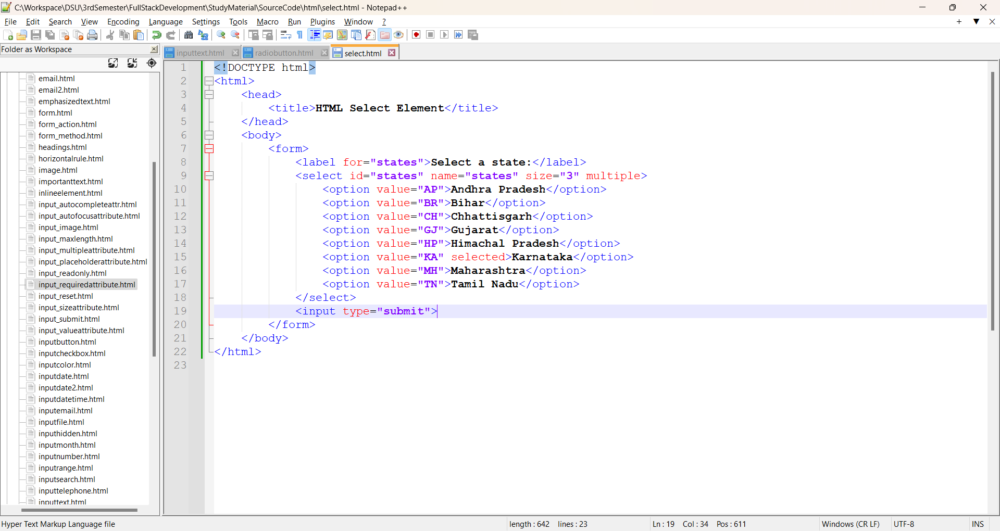 C:\Workspace\DSU\3rdSemester\FullStackDevelopment\StudyMaterial\SourceCode\html\select.html - Notepad++
File Edit Search View Encoding Language Settings Tools Macro Run Plugins Window ?
Folder as Workspace
inputtext.html radiobutton.html select.html
email.html
email2.html
emphasizedtext.html
form.html
form_action.html
form_method.html
headings.html
horizontalrule.html
image.html
importanttext.html
inlineelement.html
input_autocompleteattr.html
input_autofocusattribute.html
input_image.html
input_maxlength.html
input_multipleattribute.html
input_placeholderattribute.html
input_readonly.html
input_requiredattribute.html
input_reset.html
input_sizeattribute.html
input_submit.html
input_valueattribute.html
inputbutton.html
inputcheckbox.html
inputcolor.html
inputdate.html
inputdate2.html
inputdatetime.html
inputemail.html
inputfile.html
inputhidden.html
inputmonth.html
inputnumber.html
inputrange.html
inputsearch.html
inputtelephone.html
inputtext.html
1 <!DOCTYPE html>
2 <html>
3 <head>
4 <title>HTML Select Element</title>
5 </head>
6 <body>
7 <form>
8 <label for="states">Select a state:</label>
9 <select id="states" name="states" size="3" multiple>
10 <option value="AP">Andhra Pradesh</option>
11 <option value="BR">Bihar</option>
12 <option value="CH">Chhattisgarh</option>
13 <option value="GJ">Gujarat</option>
14 <option value="HP">Himachal Pradesh</option>
15 <option value="KA" selected>Karnataka</option>
16 <option value="MH">Maharashtra</option>
17 <option value="TN">Tamil Nadu</option>
18 </select>
19 <input type="submit">
20 </form>
21 </body>
22 </html>
23
Hyper Text Markup Language file length : 642 lines : 23 Ln : 19 Col : 34 Pos : 611 Windows (CR LF) UTF-8 INS